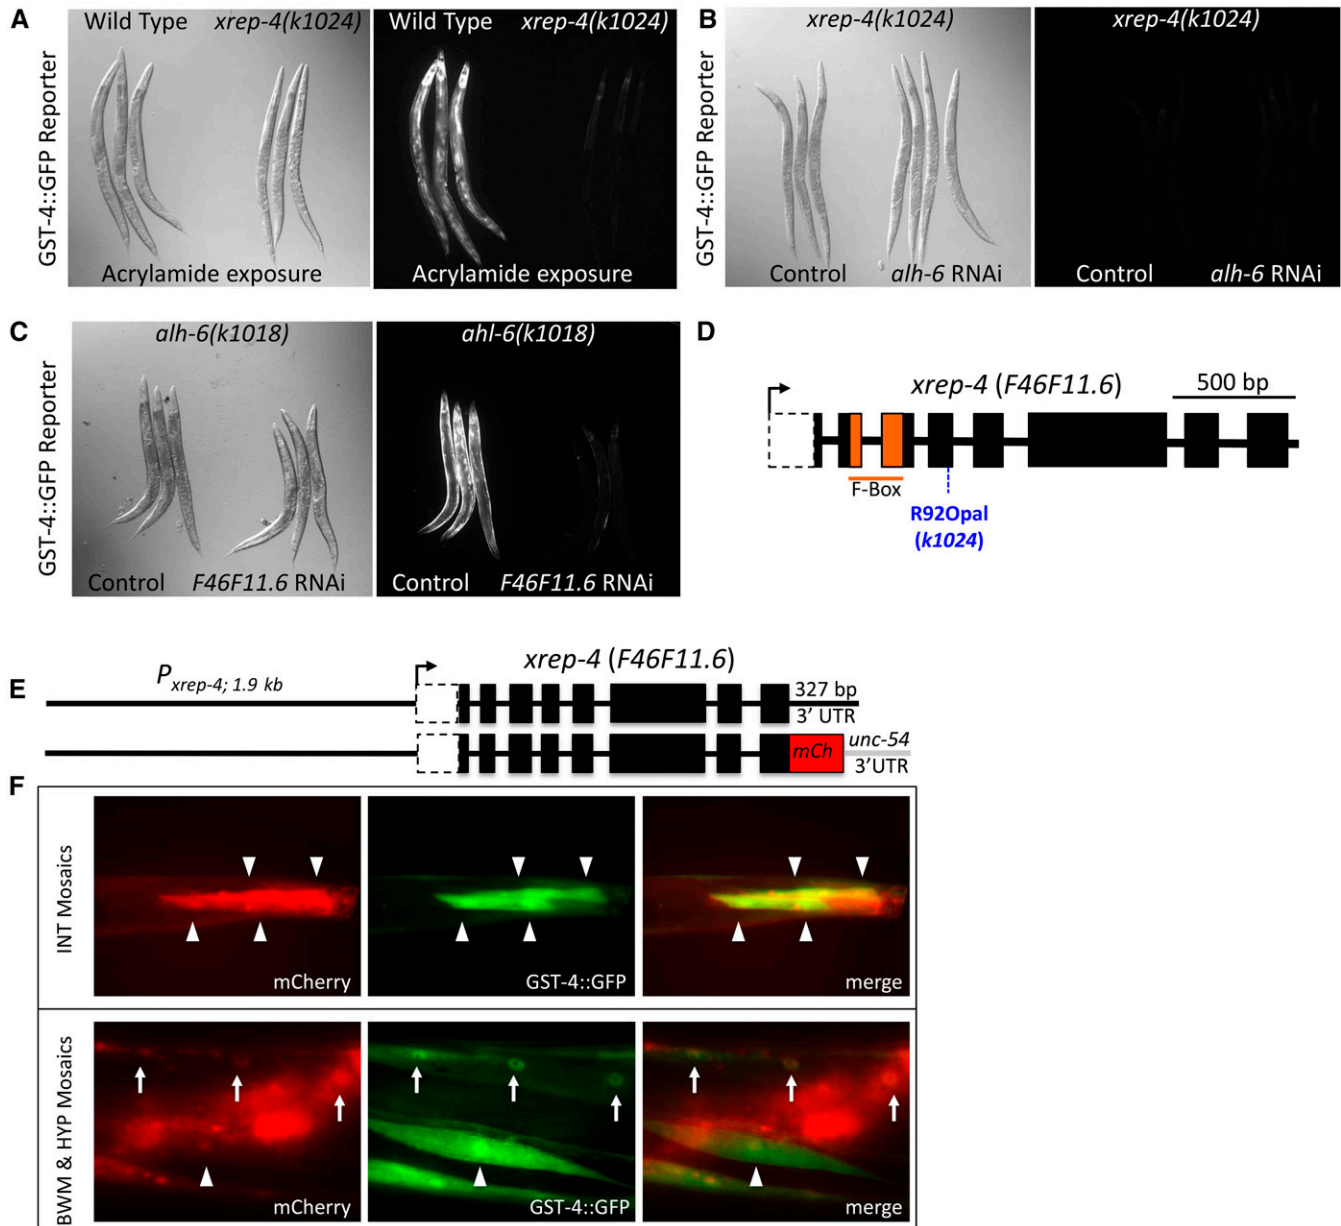 A
GST-4::GFP Reporter
Wild Type xrep-4(k1024)
Acrylamide exposure
Wild Type xrep-4(k1024)
Acrylamide exposure
B
GST-4::GFP Reporter
xrep-4(k1024)
Control alh-6 RNAi
xrep-4(k1024)
Control alh-6 RNAi
C
GST-4::GFP Reporter
alh-6(k1018)
Control F46F11.6 RNAi
ahl-6(k1018)
Control F46F11.6 RNAi
D
xrep-4 (F46F11.6)
500 bp
F-Box
R92Opal
(k1024)
E
P xrep-4; 1.9 kb
xrep-4 (F46F11.6)
327 bp
3' UTR
mCh
unc-54
3'UTR
F
INT Mosaics
mCherry
GST-4::GFP
merge
BWM & HYP Mosaics
mCherry
GST-4::GFP
merge